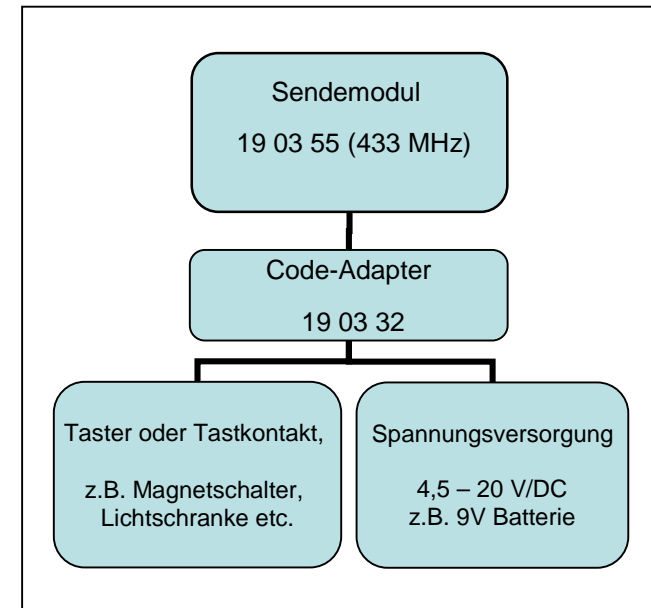 Sendemodul
19 03 55 (433 MHz)
Code-Adapter
19 03 32
Taster oder Tastkontakt,
z.B. Magnetschalter,
Lichtschranke etc.
Spannungsversorgung
4,5 – 20 V/DC
z.B. 9V Batterie